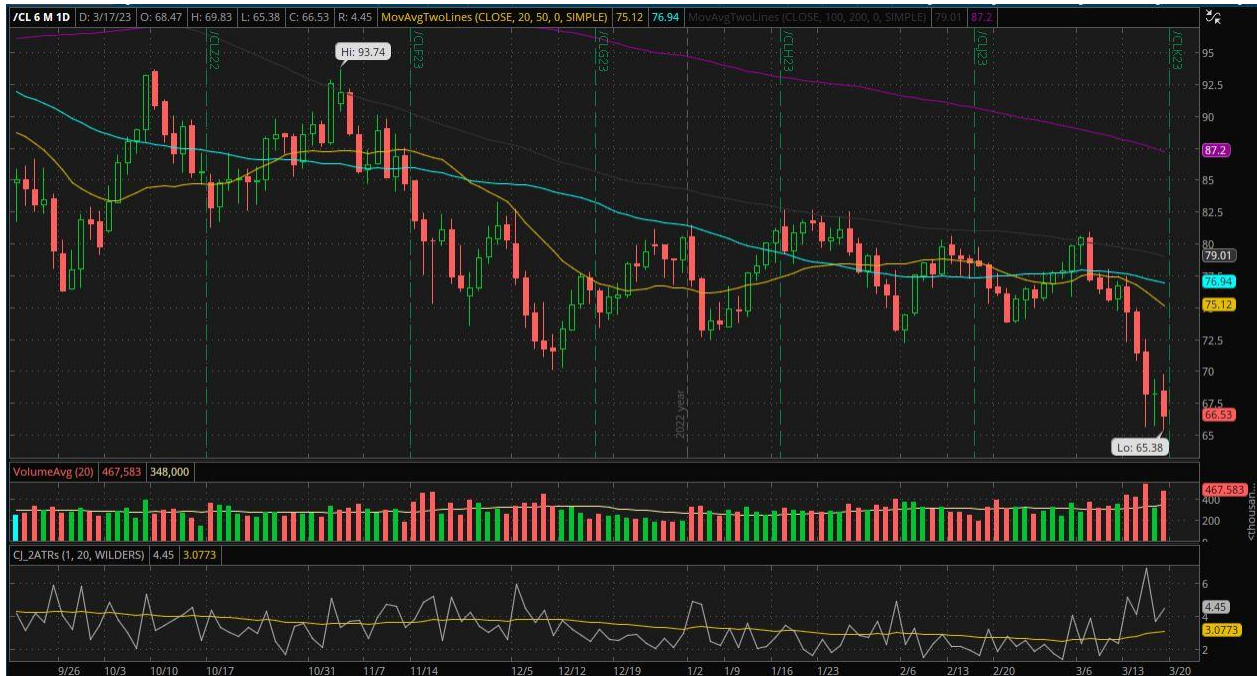 /CL 6 M 1D D: 3/17/23 O: 68.47 H: 69.83 L: 65.38 C: 66.53 R: 4.45 MovAvgTwoLines (CLOSE, 20, 50, 0, SIMPLE) 75.12 76.94 MovAvgTwoLines (CLOSE, 100, 200, 0, SIMPLE) 79.01 87.2
/CLZ22
/CLF23
/CLG23
/CLH23
/CLJ23
/CLK23
Hi: 93.74
95
92.5
90
87.2
85
82.5
80
79.01
76.94
75.12
72.5
70
67.5
66.53
65
2022 year
Lo: 65.38
VolumeAvg (20) 467,583 348,000
467,583
400
200
0
<thousan...
CJ_2ATRs (1, 20, WILDERS) 4.45 3.0773
6
4.45
4
3.0773
2
9/26 10/3 10/10 10/17 10/31 11/7 11/14 12/5 12/12 12/19 1/2 1/9 1/16 1/23 2/6 2/13 2/20 3/6 3/13 3/20